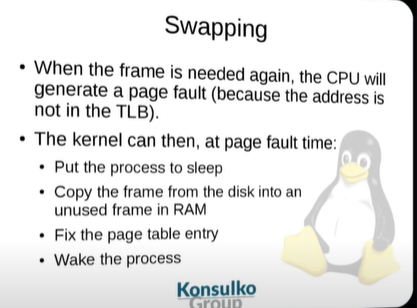 Swapping
• When the frame is needed again, the CPU will
generate a page fault (because the address is
not in the TLB).
• The kernel can then, at page fault time:
• Put the process to sleep
• Copy the frame from the disk into an
unused frame in RAM
• Fix the page table entry
• Wake the process
Konsulko
Group